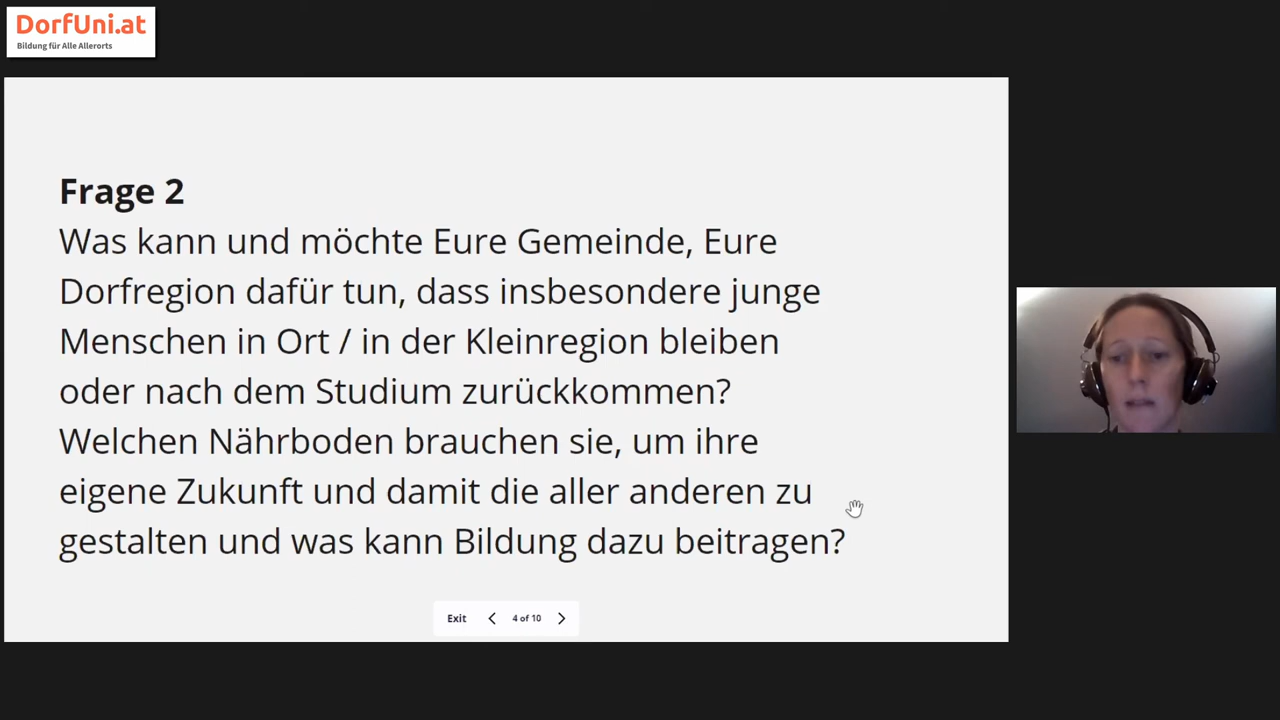 DorfUni.at
Bildung für Alle Allerorts
Frage 2
Was kann und möchte Eure Gemeinde, Eure
Dorfregion dafür tun, dass insbesondere junge
Menschen in Ort / in der Kleinregion bleiben
oder nach dem Studium zurückkommen?
Welchen Nährboden brauchen sie, um ihre
eigene Zukunft und damit die aller anderen zu
gestalten und was kann Bildung dazu beitragen?
Exit 4 of 10